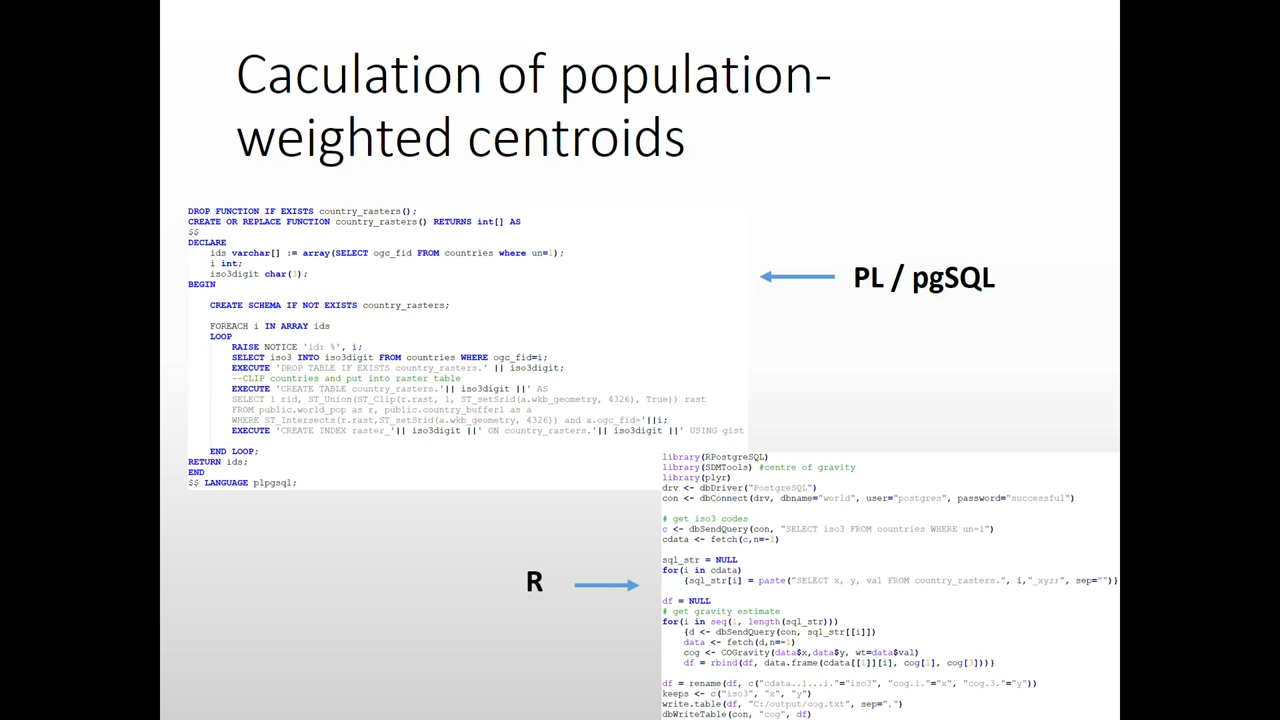 Caculation of population-
weighted centroids
DROP FUNCTION IF EXISTS country_rasters();
CREATE OR REPLACE FUNCTION country_rasters() RETURNS int[] AS
$$
DECLARE
ids varchar[] := array(SELECT ogc_fid FROM countries where un=1);
i int;
iso3digit char(3);
BEGIN
CREATE SCHEMA IF NOT EXISTS country_rasters;
FOREACH i IN ARRAY ids
LOOP
RAISE NOTICE 'id: %', i;
SELECT iso3 INTO iso3digit FROM countries WHERE ogc_fid=i;
EXECUTE 'DROP TABLE IF EXISTS country_rasters.' || iso3digit;
--CLIP countries and put into raster table
EXECUTE 'CREATE TABLE country_rasters.'|| iso3digit ||' AS
SELECT 1 rid, ST_Union(ST_Clip(r.rast, 1, ST_setSrid(a.wkb_geometry, 4326), True)) rast
FROM public.world_pop as r, public.country_buffer1 as a
WHERE ST_Intersects(r.rast,ST_setSrid(a.wkb_geometry, 4326)) and a.ogc_fid='||i;
EXECUTE 'CREATE INDEX raster_'|| iso3digit ||' ON country_rasters.'|| iso3digit ||' USING gist
END LOOP;
RETURN ids;
END
$$ LANGUAGE plpgsql;
PL / pgSQL
R
library(RPostgreSQL)
library(SDMTools) #centre of gravity
library(plyr)
drv <- dbDriver("PostgreSQL")
con <- dbConnect(drv, dbname="world", user="postgres", password="successful")
# get iso3 codes
c <- dbSendQuery(con, "SELECT iso3 FROM countries WHERE un=1")
cdata <- fetch(c,n=-1)
sql_str = NULL
for(i in cdata)
{sql_str[i] = paste("SELECT x, y, val FROM country_rasters.", i,"_xyz;", sep="")}
df = NULL
# get gravity estimate
for(i in seq(1, length(sql_str)))
{d <- dbSendQuery(con, sql_str[[i]])
data <- fetch(d,n=-1)
cog <- COGravity(data$x,data$y, wt=data$val)
df = rbind(df, data.frame(cdata[[1]][i], cog[1], cog[3]))}
df = rename(df, c("cdata..1...i."="iso3", "cog.1."="x", "cog.3."="y"))
keeps <- c("iso3", "x", "y")
write.table(df, "C:/output/cog.txt", sep=",")
dbWriteTable(con, "cog", df)